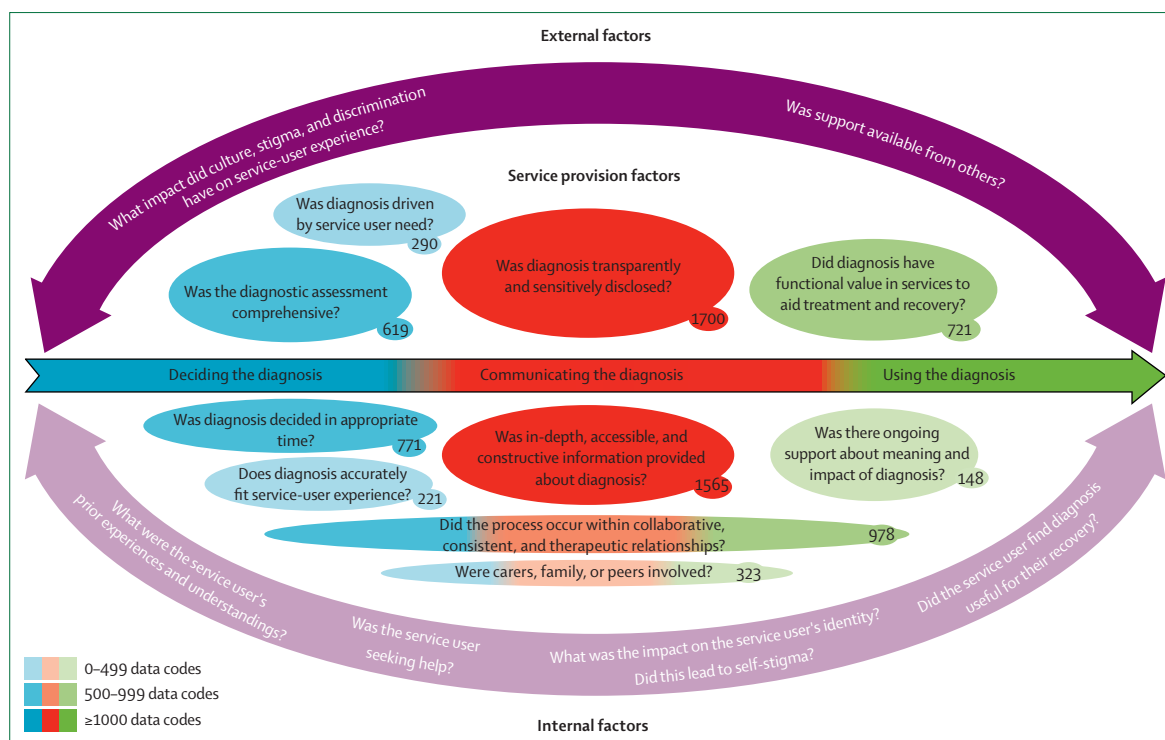 External factors
What impact did culture, stigma, and discrimination
have on service-user experience?
Was support available from others?
Service provision factors
Was diagnosis driven
by service user need?
290
Was the diagnostic assessment
comprehensive?
619
Was diagnosis transparently
and sensitively disclosed?
1700
Did diagnosis have
functional value in services to
aid treatment and recovery?
721
Deciding the diagnosis
Communicating the diagnosis
Using the diagnosis
Was diagnosis decided in appropriate
time?
771
Does diagnosis accurately
fit service-user experience?
221
Was in-depth, accessible, and
constructive information provided
about diagnosis?
1565
Was there ongoing
support about meaning and
impact of diagnosis?
148
Did the process occur within collaborative,
consistent, and therapeutic relationships?
978
Were carers, family, or peers involved?
323
What were the service user's
prior experiences and understandings?
Was the service user
seeking help?
What was the impact on the service user's identity?
Did this lead to self-stigma?
Did the service user find diagnosis
useful for their recovery?
0–499 data codes
500–999 data codes
≥1000 data codes
Internal factors